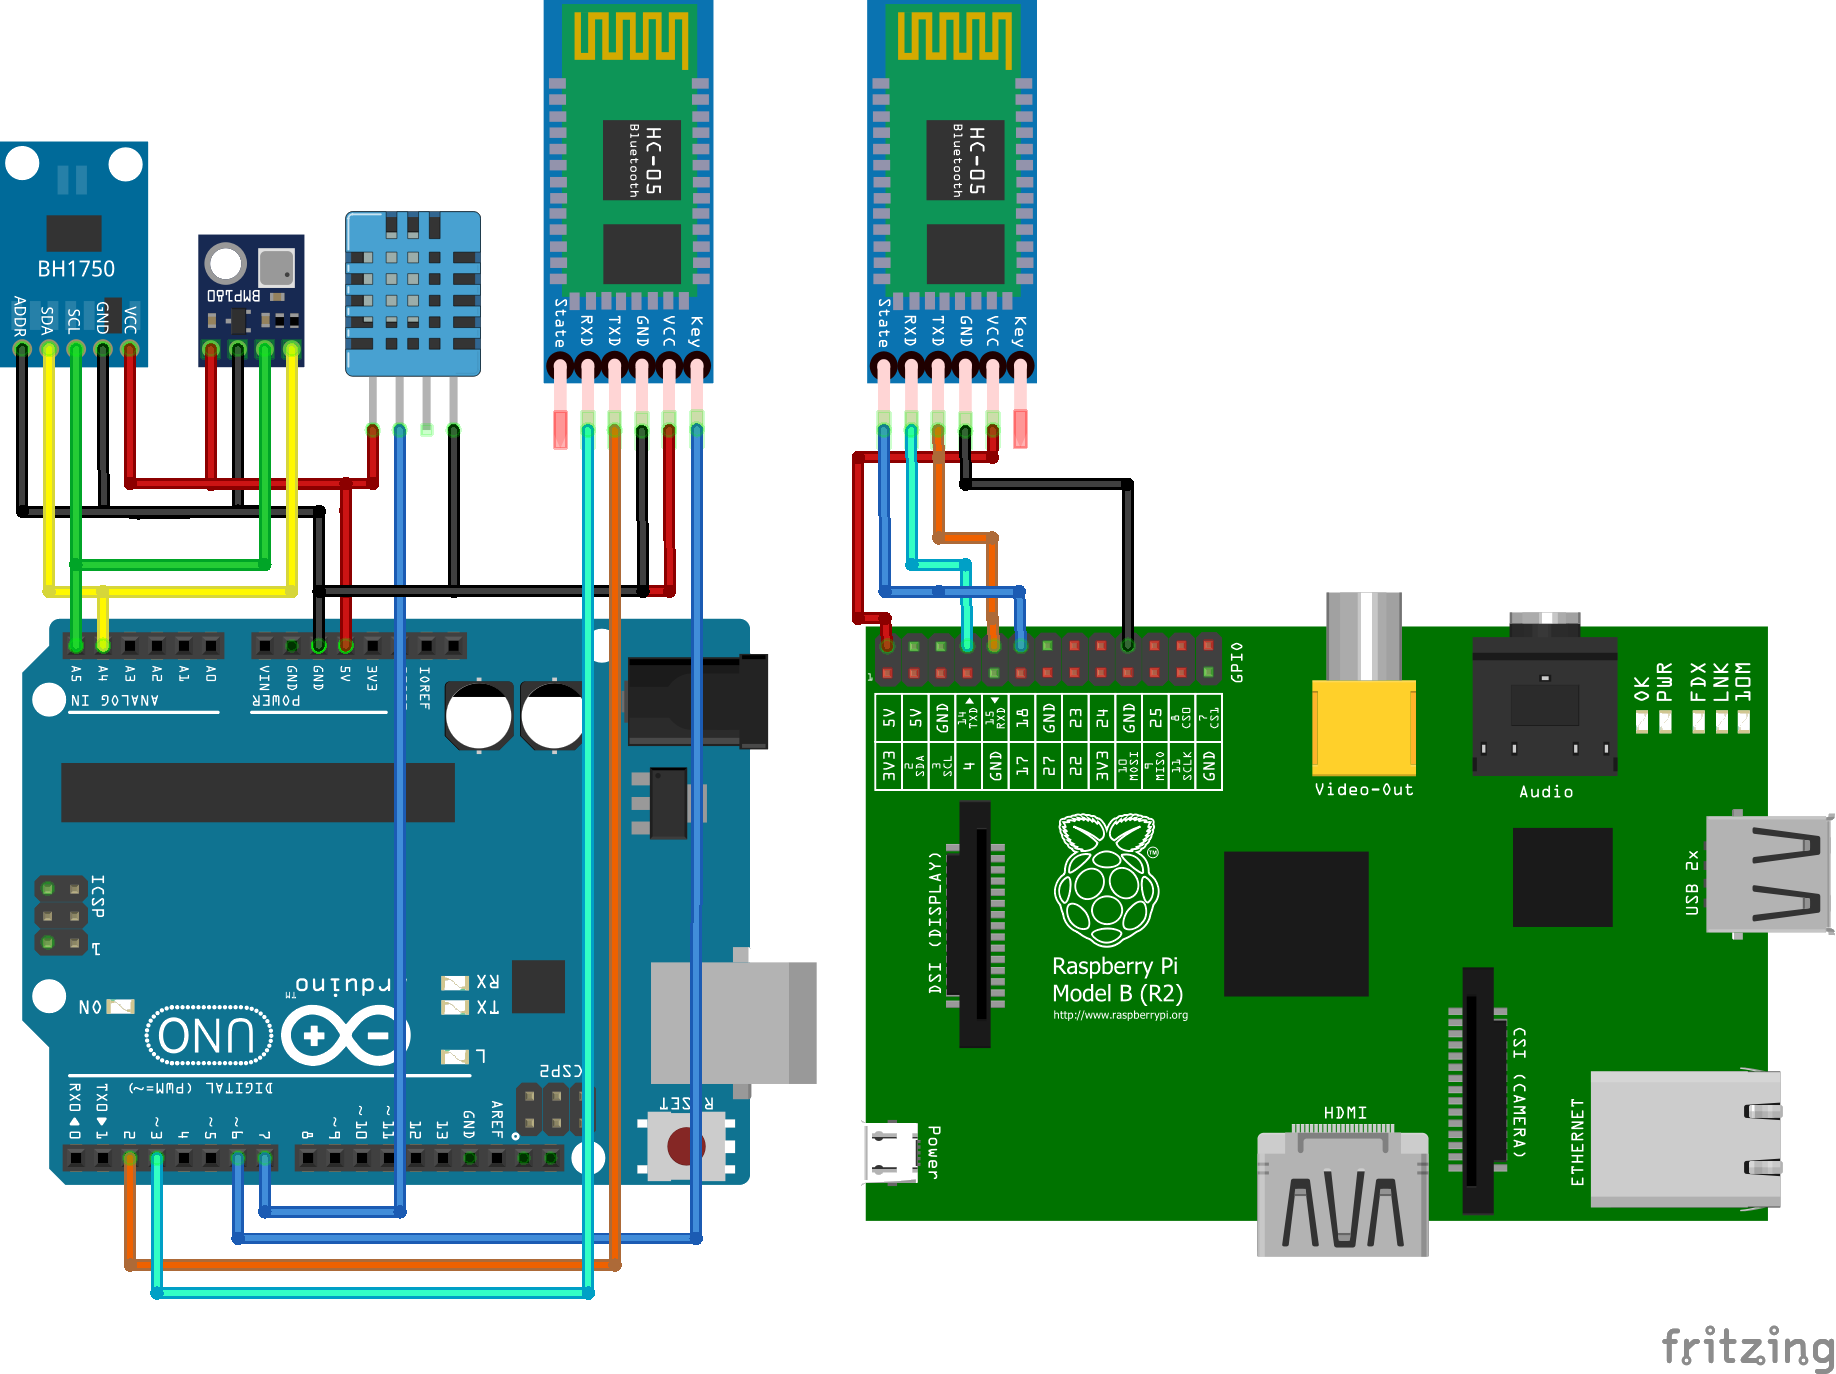 HC-05
Bluetooth
State
RXD
TXD
GND
VCC
Key
HC-05
Bluetooth
State
RXD
TXD
GND
VCC
Key
BH1750
ADDR
SDA
SCL
GND
VCC
BMP180
A5
A4
A3
A2
A1
A0
ANALOG IN
VIN
GND
GND
5V
3V3
IOREF
POWER
ICSP
1
ON
UNO
RX
TX
L
ICSP2
RESET
DIGITAL (PWM=~)
RX0 0
TX0 1
2
~3
4
~5
~6
7
8
~9
~10
~11
12
13
GND
AREF
GPIO
1
5V
5V
GND
14 TXD
15 RXD
18
GND
23
24
GND
25
8 CS0
7 CS1
3V3
2 SDA
3 SCL
4
GND
17
27
22
3V3
10 MOSI
9 MISO
11 SCLK
GND
Video-Out
Audio
OK
PWR
FDX
LNK
10M
USB 2x
DSI (DISPLAY)
Raspberry Pi
Model B (R2)
http://www.raspberrypi.org
CSI (CAMERA)
HDMI
ETHERNET
Power
fritzing